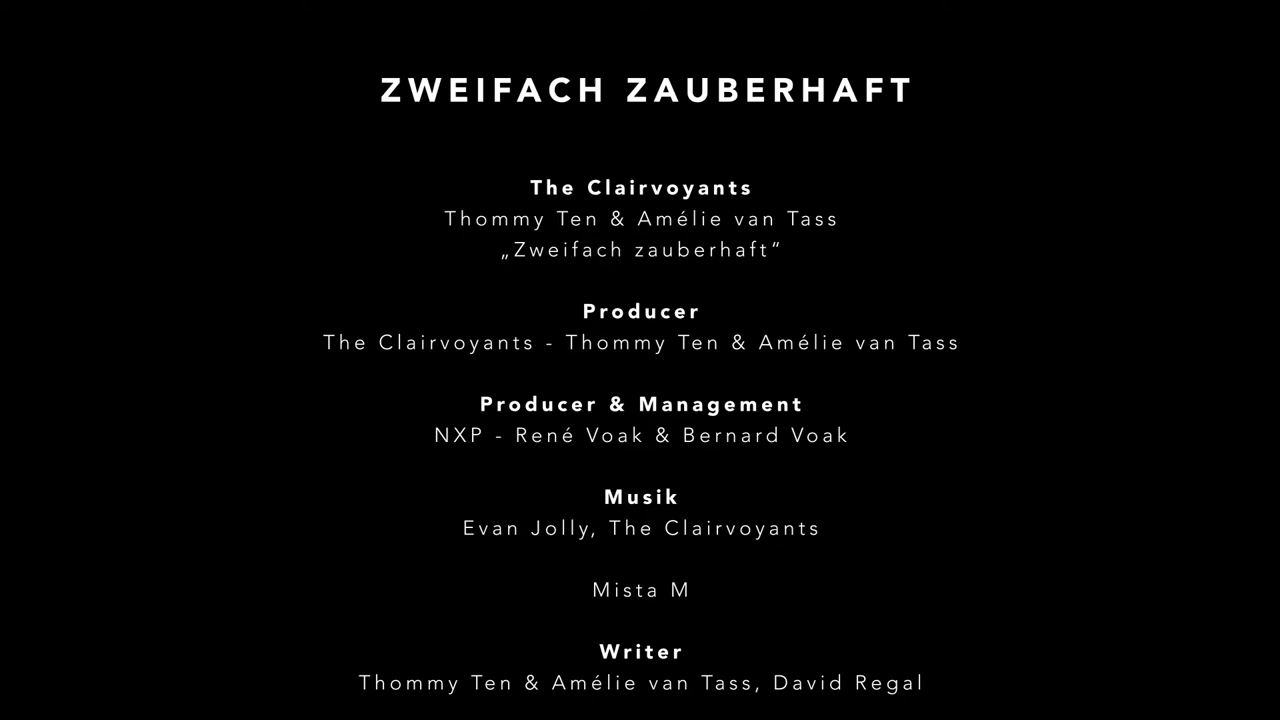 ZWEIFACH ZAUBERHAFT
The Clairvoyants
Thommy Ten & Amélie van Tass
„Zweifach zauberhaft“
Producer
The Clairvoyants - Thommy Ten & Amélie van Tass
Producer & Management
NXP - René Voak & Bernard Voak
Musik
Evan Jolly, The Clairvoyants
Mista M
Writer
Thommy Ten & Amélie van Tass, David Regal